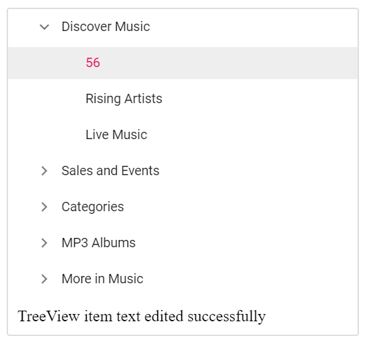 Discover Music
56
Rising Artists
Live Music
Sales and Events
Categories
MP3 Albums
More in Music
TreeView item text edited successfully